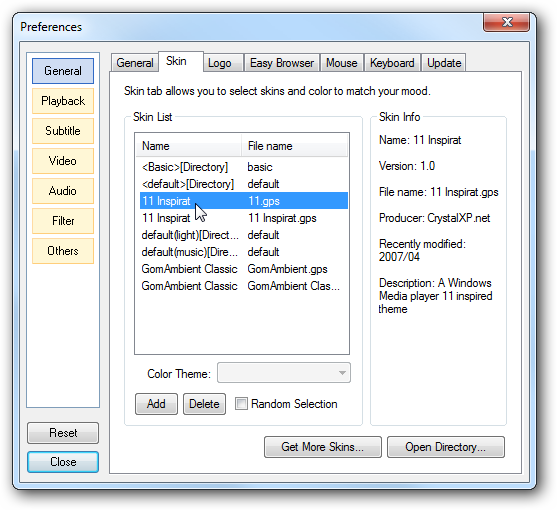 Preferences
General
Playback
Subtitle
Video
Audio
Filter
Others
Reset
Close
General Skin Logo Easy Browser Mouse Keyboard Update
Skin tab allows you to select skins and color to match your mood.
Skin List
Name File name
<Basic>[Directory] basic
<default>[Directory] default
11 Inspirat 11.gps
11 Inspirat 11 Inspirat.gps
default(light)[Direct... default
default(music)[Dire... default
GomAmbient Classic GomAmbient.gps
GomAmbient Classic GomAmbient Clas...
Color Theme:
Add Delete Random Selection
Skin Info
Name: 11 Inspirat
Version: 1.0
File name: 11 Inspirat.gps
Producer: CrystalXP.net
Recently modified:
2007/04
Description: A Windows
Media player 11 inspired
theme
Get More Skins... Open Directory...